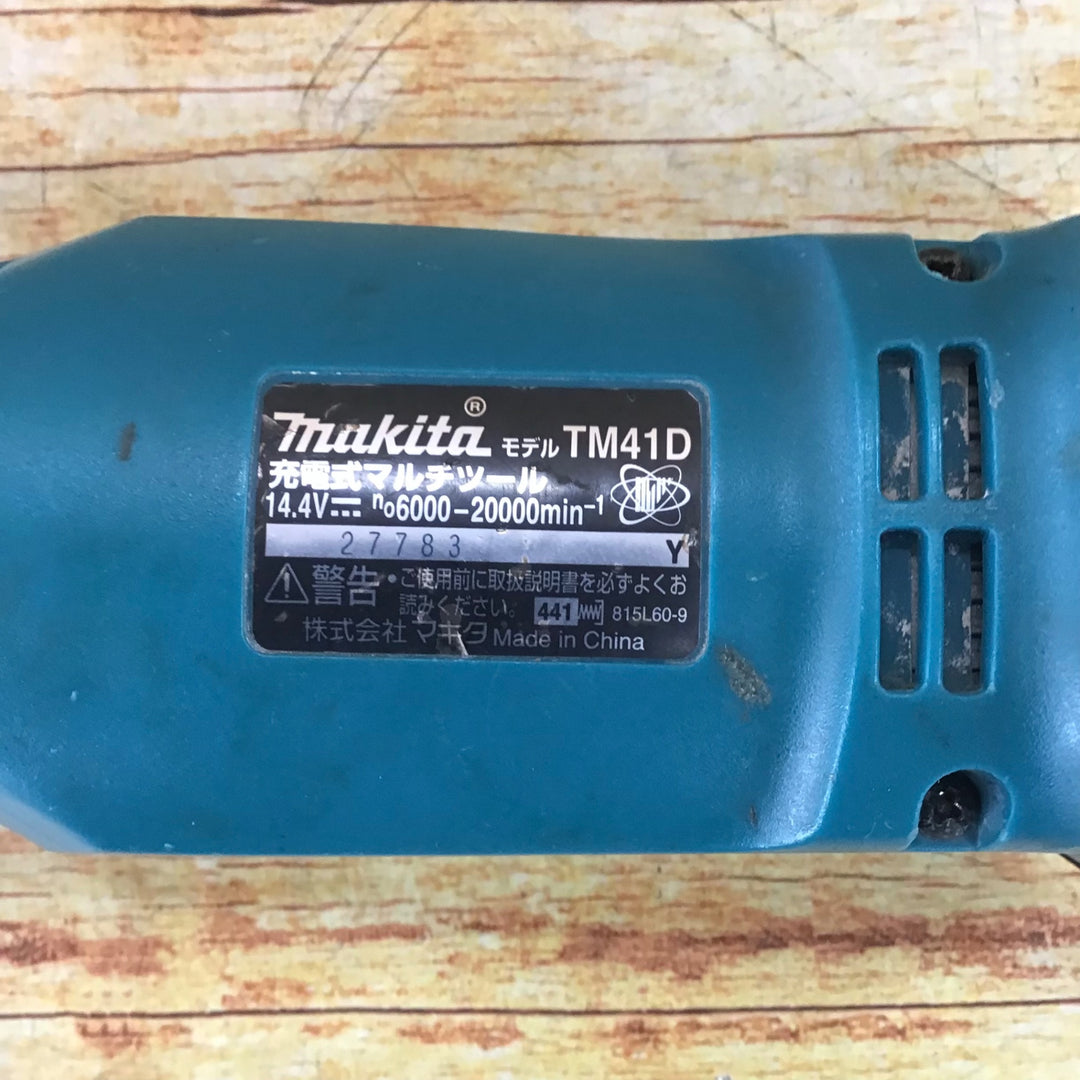 makita® モデル TM41D
充電式マルチツール
14.4V⎓ n₀6000-20000min⁻¹
27783 Y
⚠警告・ご使用前に取扱説明書を必ずよくお
読みください。 441 815L60-9
株式会社 マキタ Made in China